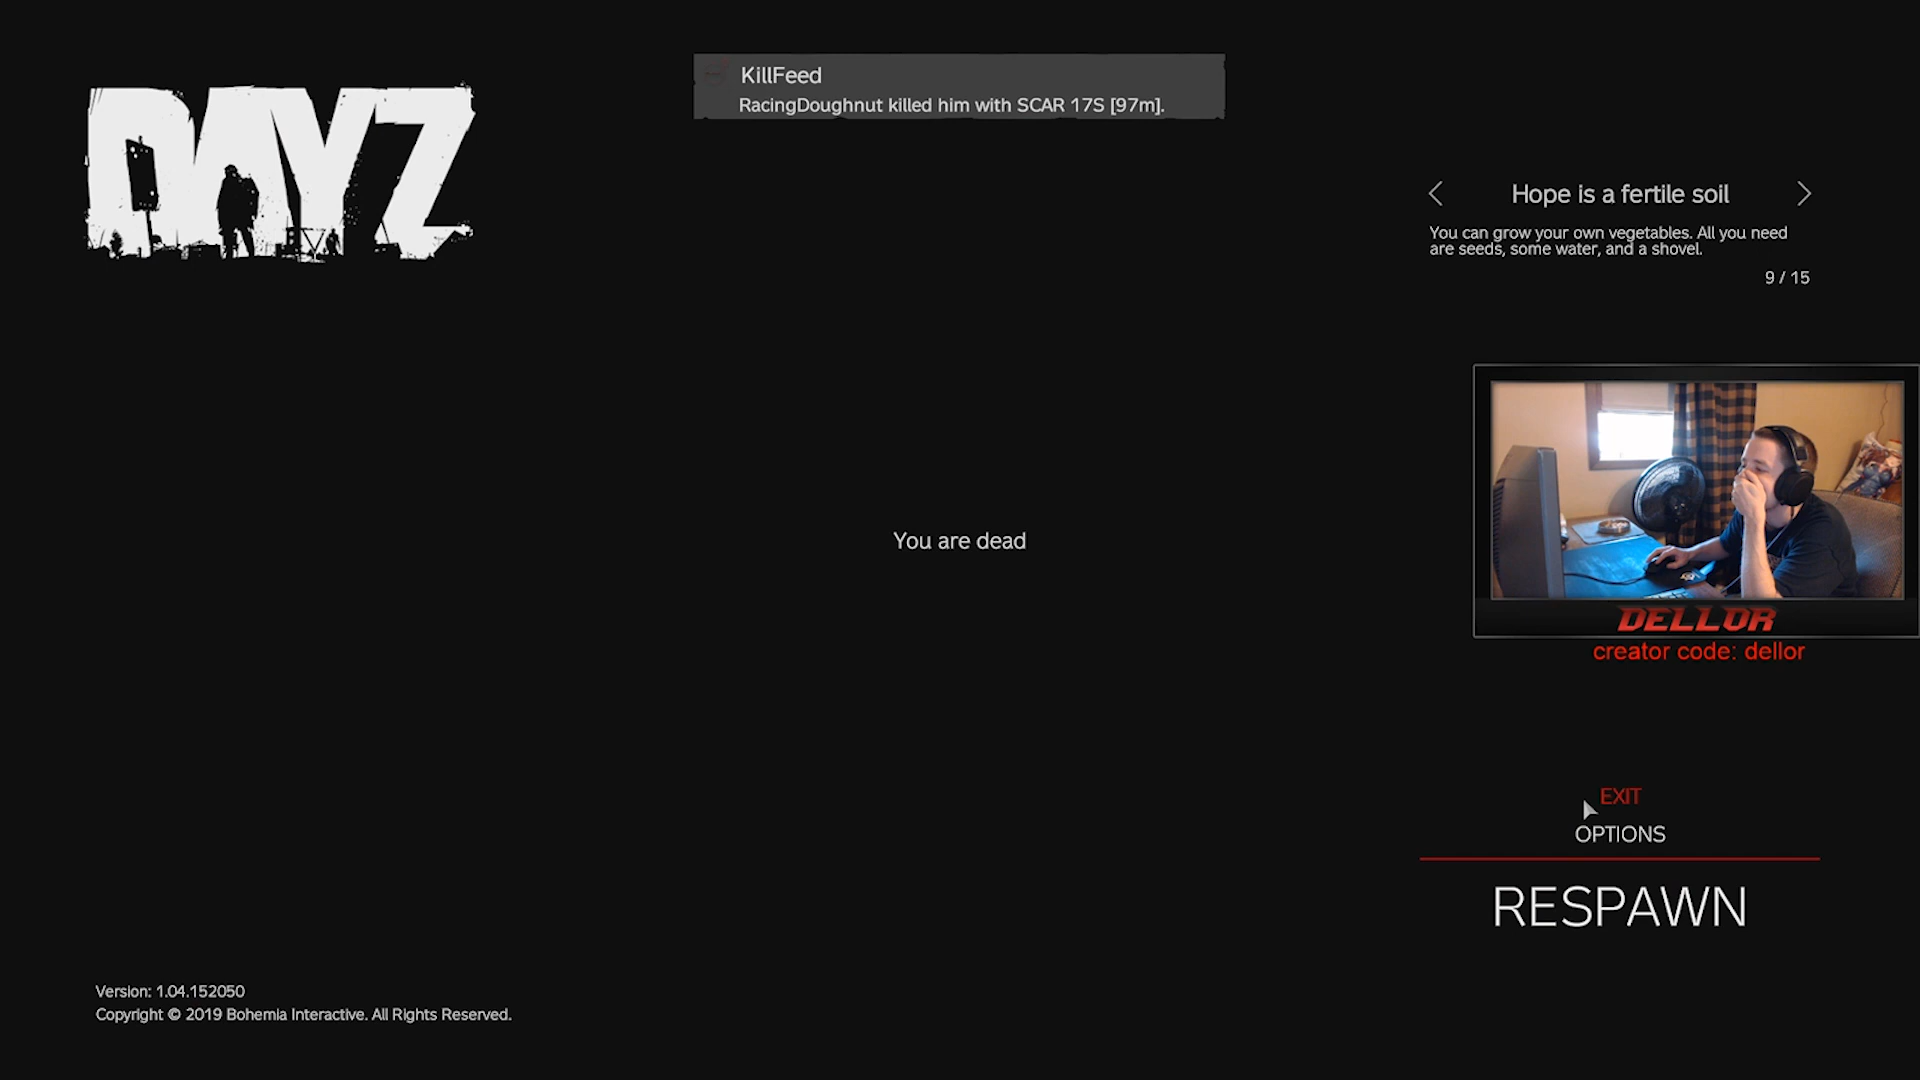 DAYZ
KillFeed
RacingDoughnut killed him with SCAR 17S [97m].
Hope is a fertile soil
You can grow your own vegetables. All you need
are seeds, some water, and a shovel.
9 / 15
You are dead
DELLOR
creator code: dellor
EXIT
OPTIONS
RESPAWN
Version: 1.04.152050
Copyright © 2019 Bohemia Interactive. All Rights Reserved.